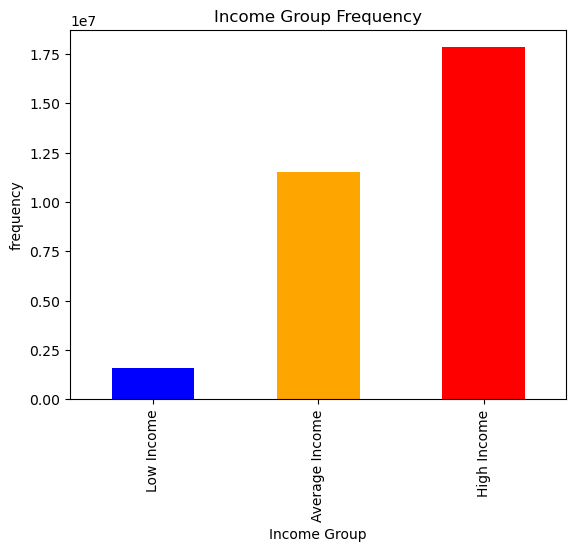 Income Group Frequency
1e7
1.75
1.50
1.25
1.00
0.75
0.50
0.25
0.00
frequency
Low Income
Average Income
High Income
Income Group